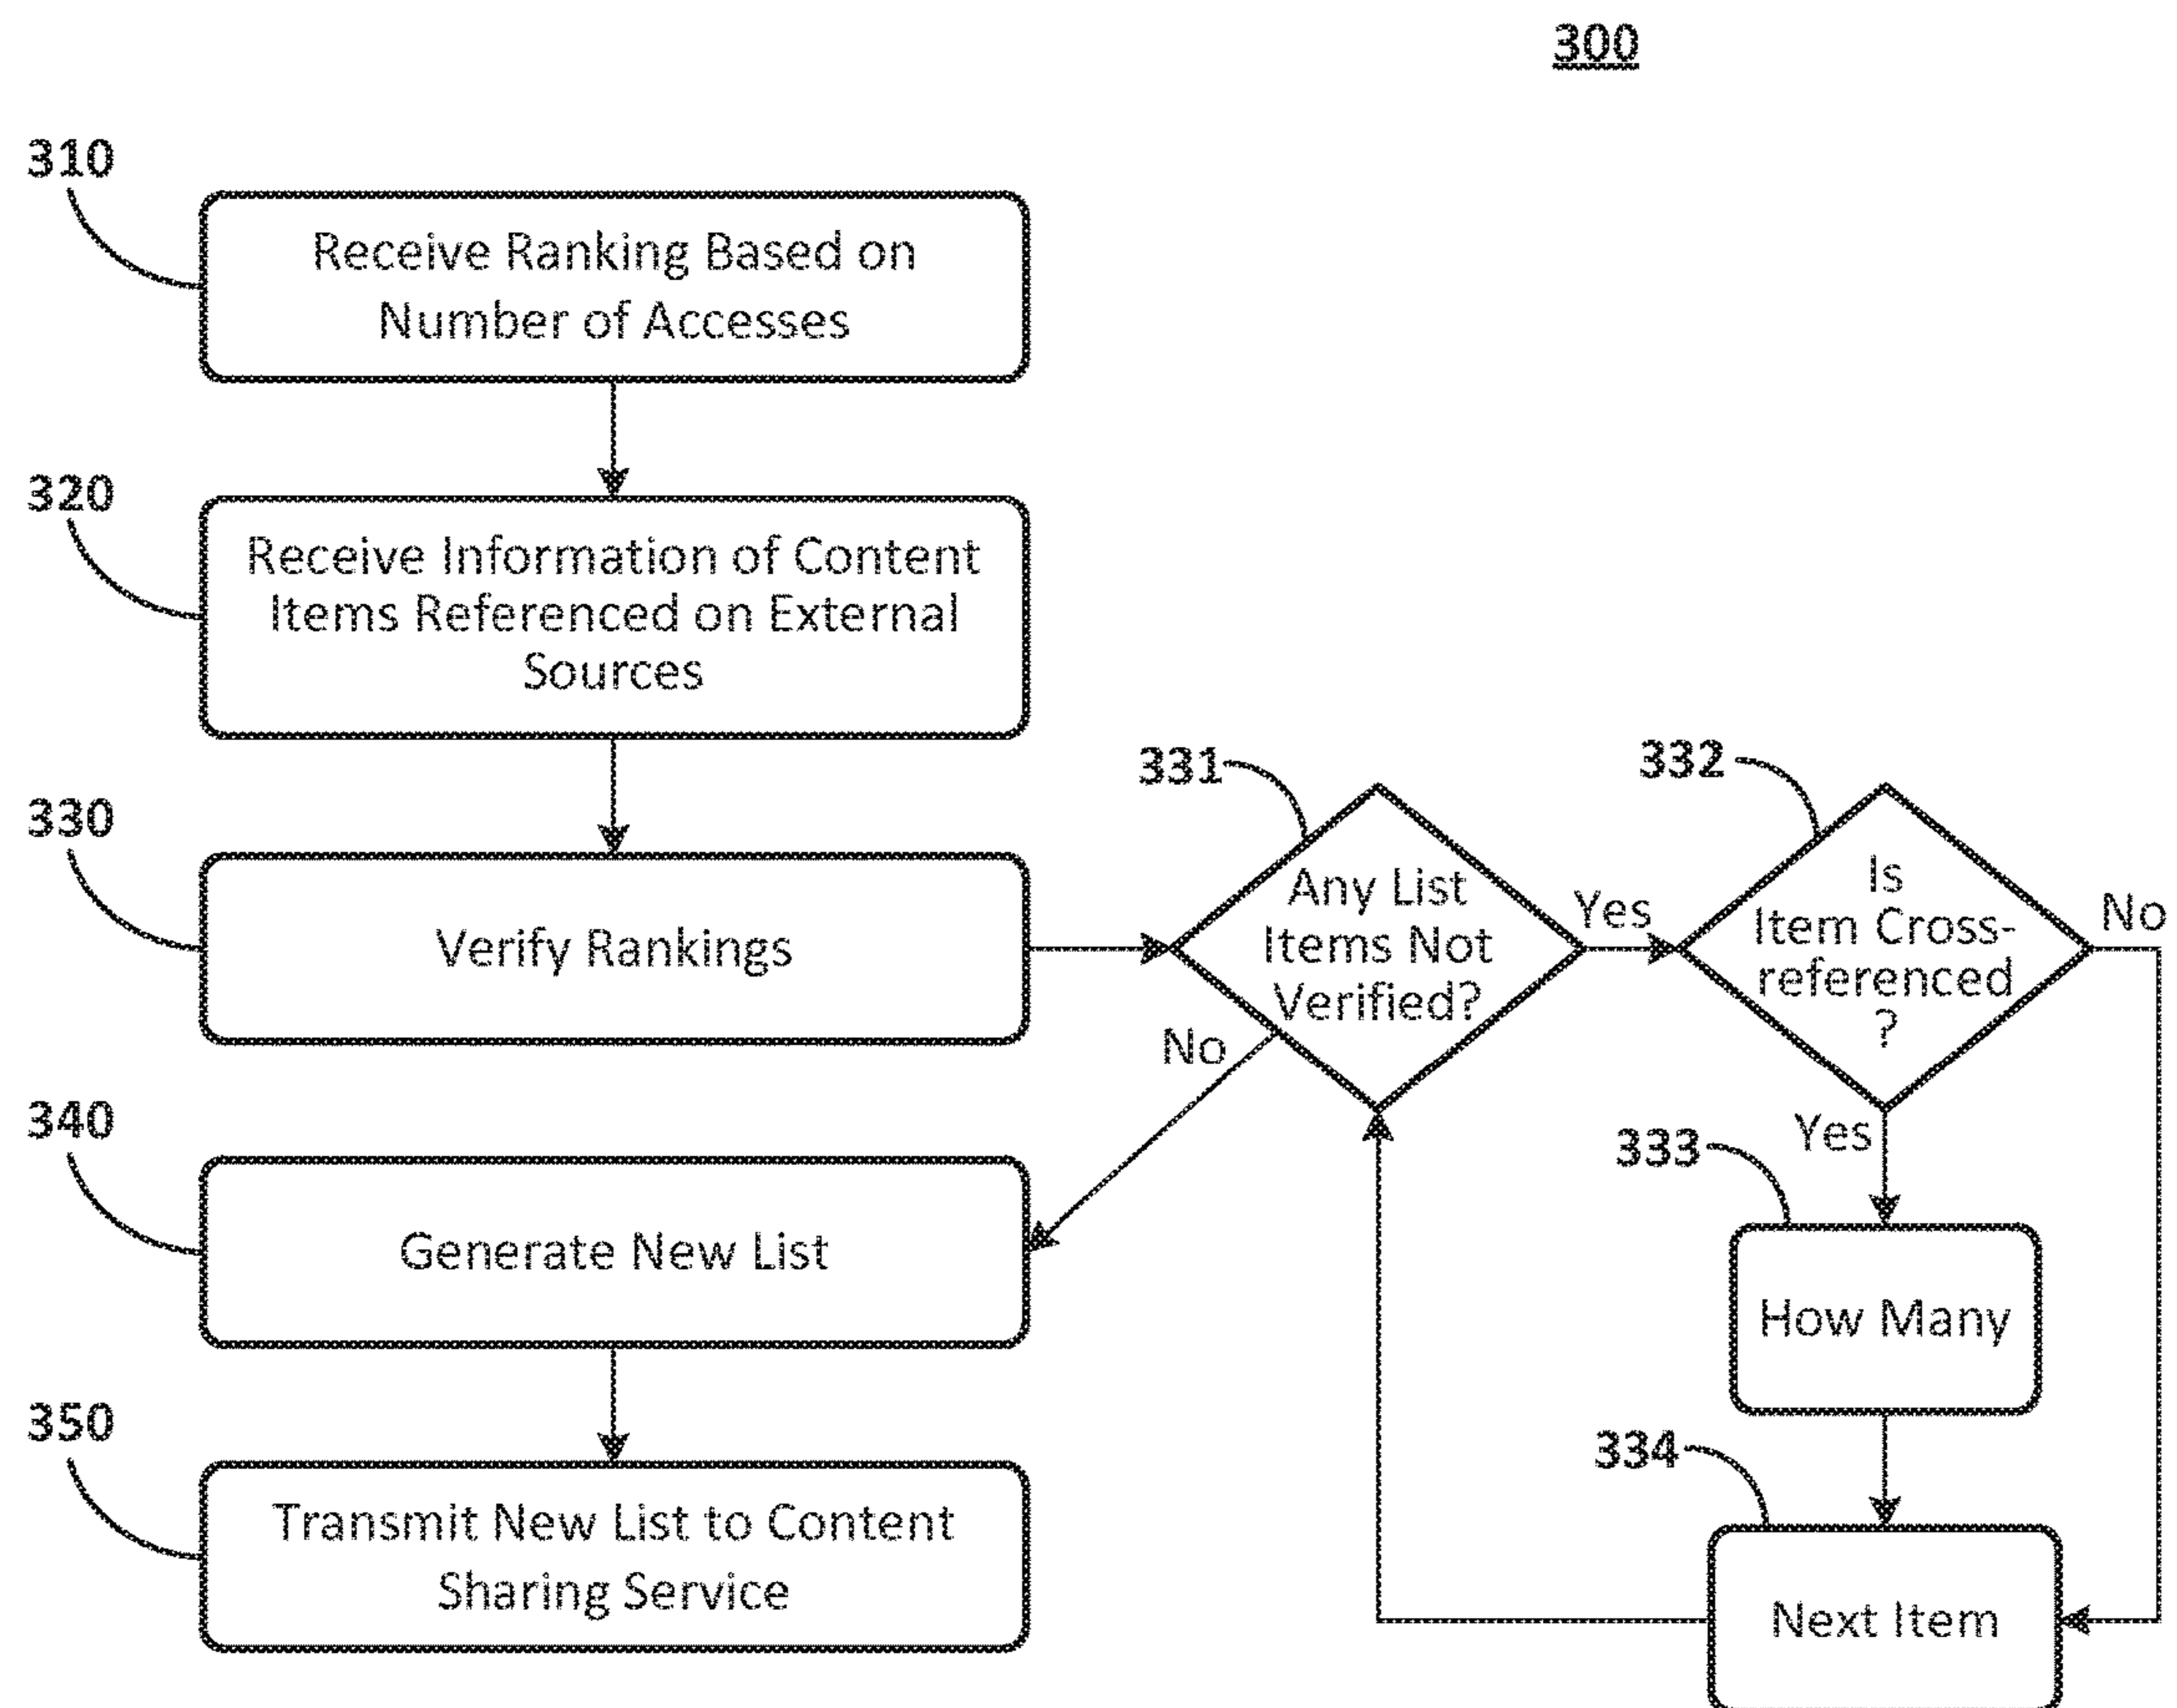 300
310
Receive Ranking Based on
Number of Accesses
320
Receive Information of Content
Items Referenced on External
Sources
330
Verify Rankings
331
Any List
Items Not
Verified?
Yes
No
332
Is
Item Cross-
referenced
?
No
Yes
333
How Many
334
Next Item
340
Generate New List
350
Transmit New List to Content
Sharing Service